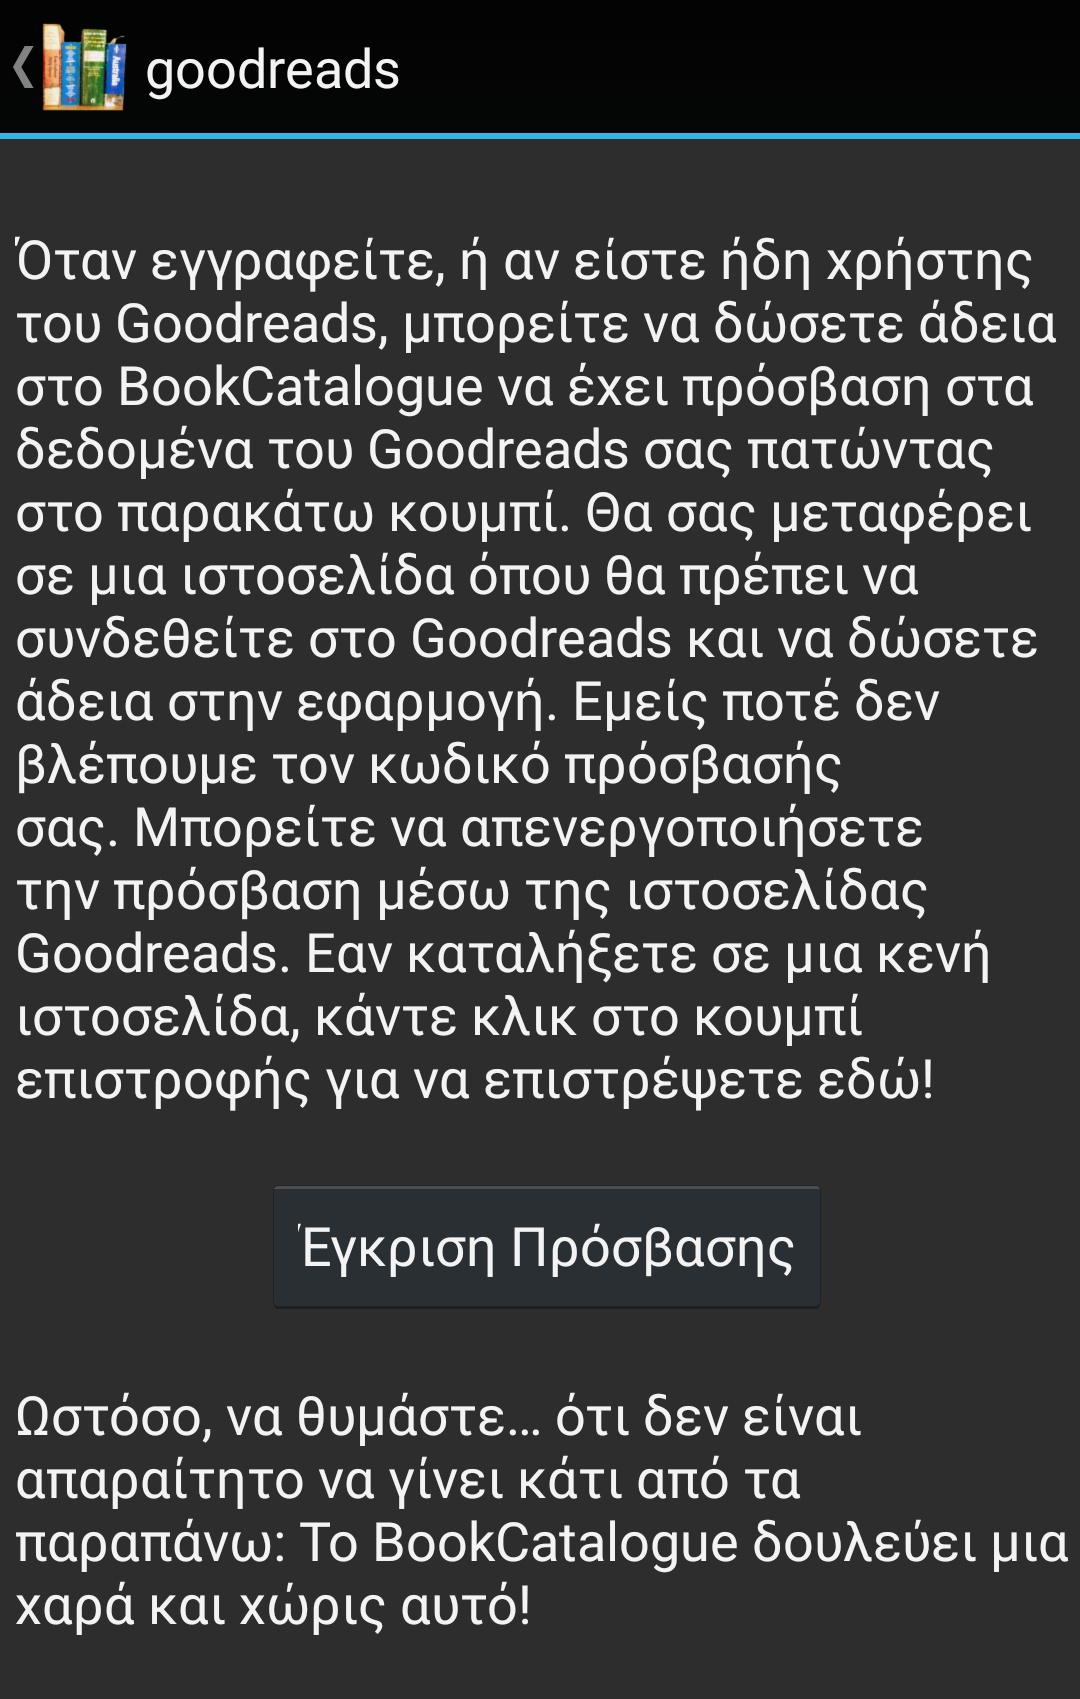 goodreads
Όταν εγγραφείτε, ή αν είστε ήδη χρήστης
του Goodreads, μπορείτε να δώσετε άδεια
στο BookCatalogue να έχει πρόσβαση στα
δεδομένα του Goodreads σας πατώντας
στο παρακάτω κουμπί. Θα σας μεταφέρει
σε μια ιστοσελίδα όπου θα πρέπει να
συνδεθείτε στο Goodreads και να δώσετε
άδεια στην εφαρμογή. Εμείς ποτέ δεν
βλέπουμε τον κωδικό πρόσβασής
σας. Μπορείτε να απενεργοποιήσετε
την πρόσβαση μέσω της ιστοσελίδας
Goodreads. Εαν καταλήξετε σε μια κενή
ιστοσελίδα, κάντε κλικ στο κουμπί
επιστροφής για να επιστρέψετε εδώ!
Έγκριση Πρόσβασης
Ωστόσο, να θυμάστε... ότι δεν είναι
απαραίτητο να γίνει κάτι από τα
παραπάνω: Το BookCatalogue δουλεύει μια
χαρά και χώρις αυτό!